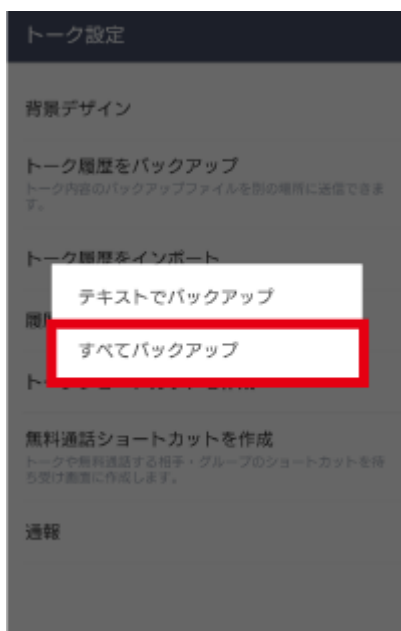 トーク設定
背景デザイン
トーク履歴をバックアップ
トーク内容のバックアップファイルを別の場所に送信できま
す。
トーク履歴をインポート
テキストでバックアップ
すべてバックアップ
無料通話ショートカットを作成
トークや無料通話する相手・グループのショートカットを待
ち受け画面に作成します。
通報